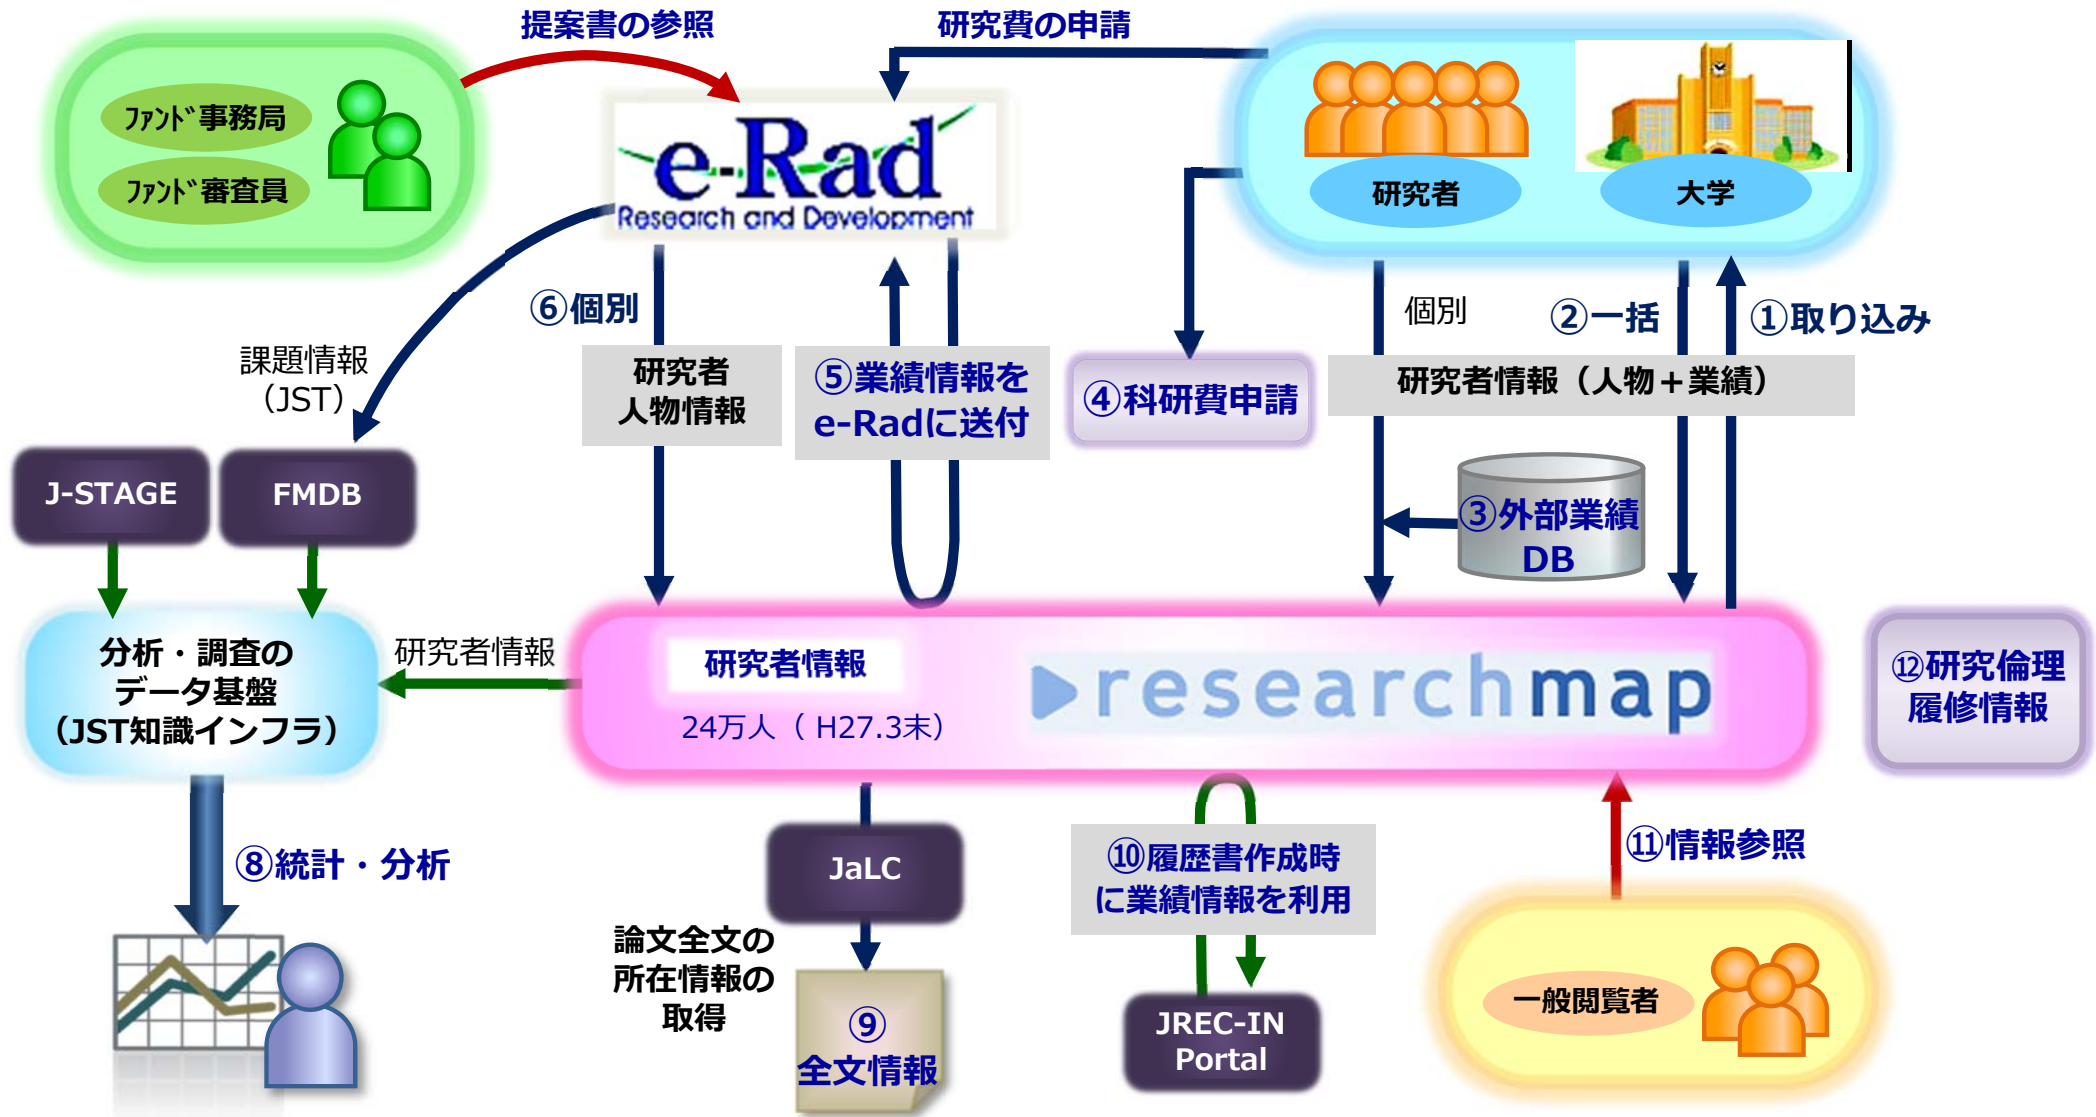 提案書の参照
研究費の申請
ファンド事務局
ファンド審査員
e-Rad
Research and Development
研究者
大学
⑥個別
個別
②一括
①取り込み
課題情報
（JST）
研究者
人物情報
⑤業績情報を
e-Radに送付
④科研費申請
研究者情報（人物＋業績）
J-STAGE
FMDB
③外部業績
DB
分析・調査の
データ基盤
（JST知識インフラ）
研究者情報
研究者情報
24万人（ H27.3末）
researchmap
⑫研究倫理
履修情報
⑧統計・分析
JaLC
⑩履歴書作成時
に業績情報を利用
⑪情報参照
論文全文の
所在情報の
取得
⑨
全文情報
JREC-IN
Portal
一般閲覧者